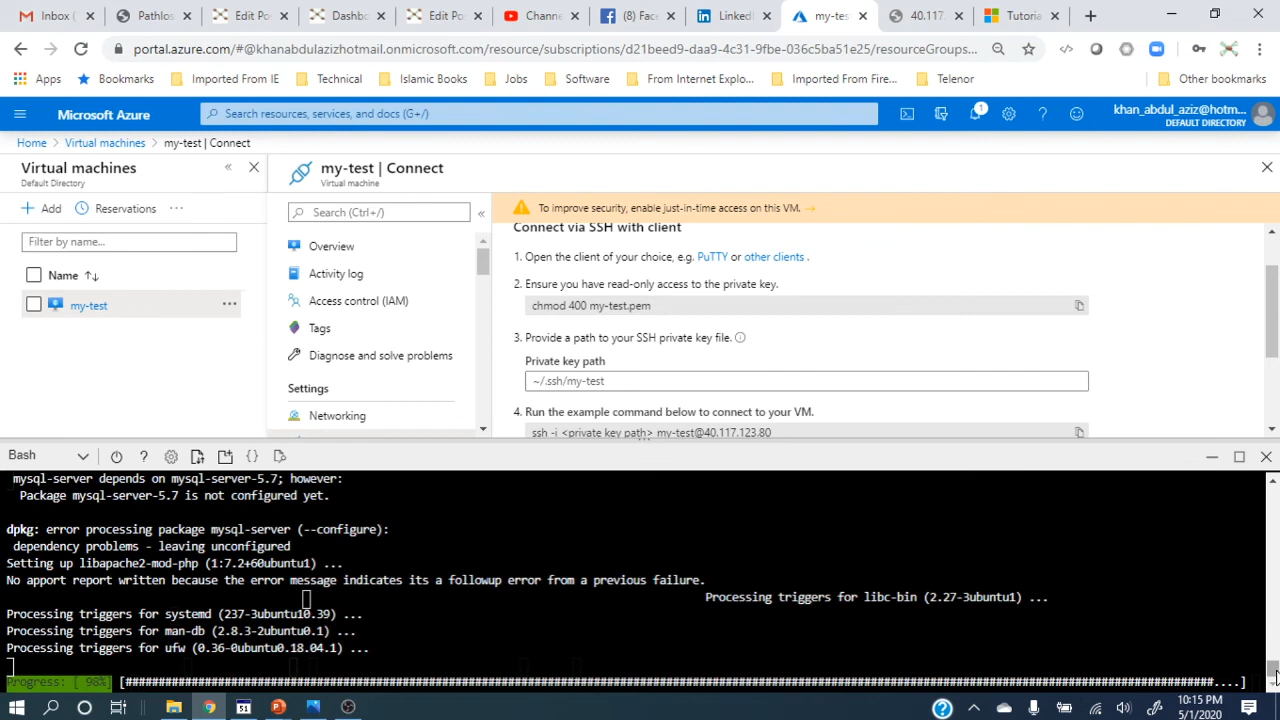 Inbox (
Pathlos
Edit Po
Dashbo
Edit Po
Channe
(8) Face
LinkedI
my-tes
40.117
Tutoria
portal.azure.com/#@khanabdulazizhotmail.onmicrosoft.com/resource/subscriptions/d21beed9-daa9-4c31-9fbe-036c5ba51e25/resourceGroups...
Apps
Bookmarks
Imported From IE
Technical
Islamic Books
Jobs
Software
From Internet Explo...
Imported From Fire...
Telenor
Other bookmarks
Microsoft Azure
Search resources, services, and docs (G+/)
1
khan_abdul_aziz@hotm...
DEFAULT DIRECTORY
Home
Virtual machines
my-test | Connect
Virtual machines
Default Directory
Add
Reservations
Filter by name...
Name
my-test
my-test | Connect
Virtual machine
Search (Ctrl+/)
Overview
Activity log
Access control (IAM)
Tags
Diagnose and solve problems
Settings
Networking
To improve security, enable just-in-time access on this VM.
Connect via SSH with client
1. Open the client of your choice, e.g. PuTTY or other clients .
2. Ensure you have read-only access to the private key.
chmod 400 my-test.pem
3. Provide a path to your SSH private key file.
Private key path
~/.ssh/my-test
4. Run the example command below to connect to your VM.
ssh -i <private key path> my-test@40.117.123.80
Bash
mysql-server depends on mysql-server-5.7; however:
Package mysql-server-5.7 is not configured yet.
dpkg: error processing package mysql-server (--configure):
dependency problems - leaving unconfigured
Setting up libapache2-mod-php (1:7.2+60ubuntu1) ...
No apport report written because the error message indicates its a followup error from a previous failure.
Processing triggers for libc-bin (2.27-3ubuntu1) ...
Processing triggers for systemd (237-3ubuntu10.39) ...
Processing triggers for man-db (2.8.3-2ubuntu0.1) ...
Processing triggers for ufw (0.36-0ubuntu0.18.04.1) ...
Progress: [ 98%]
10:15 PM
5/1/2020